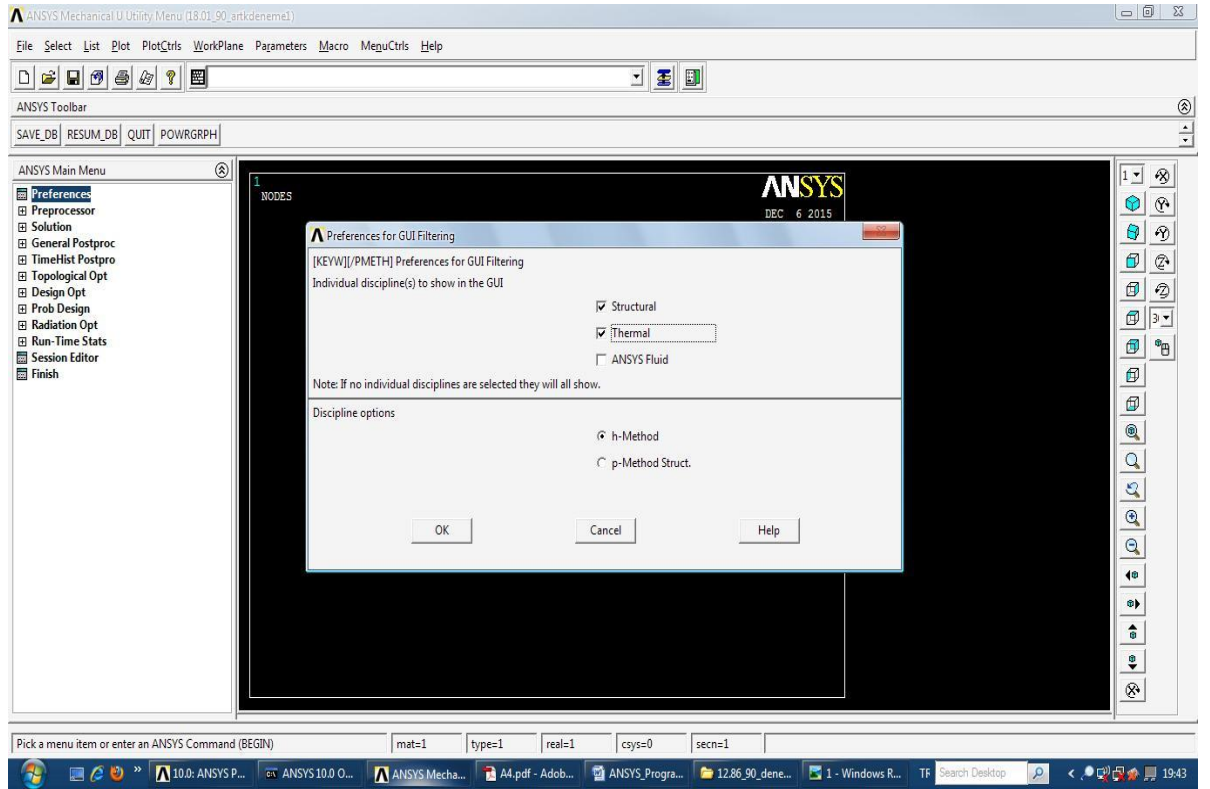 ANSYS Mechanical U Utility Menu (18.01_90_artkdeneme1)
File Select List Plot PlotCtrls WorkPlane Parameters Macro MenuCtrls Help
ANSYS Toolbar
SAVE_DB RESUM_DB QUIT POWRGRPH
ANSYS Main Menu
Preferences
Preprocessor
Solution
General Postproc
TimeHist Postpro
Topological Opt
Design Opt
Prob Design
Radiation Opt
Run-Time Stats
Session Editor
Finish
1
NODES
ANSYS
DEC 6 2015
Preferences for GUI Filtering
[KEYW][/PMETH] Preferences for GUI Filtering
Individual discipline(s) to show in the GUI
Structural
Thermal
ANSYS Fluid
Note: If no individual disciplines are selected they will all show.
Discipline options
h-Method
p-Method Struct.
OK Cancel Help
1
Pick a menu item or enter an ANSYS Command (BEGIN) mat=1 type=1 real=1 csys=0 secn=1
10.0: ANSYS P... ANSYS 10.0 O... ANSYS Mecha... A4.pdf - Adob... ANSYS_Progra... 12.86_90_dene... 1 - Windows R... TR Search Desktop 19:43